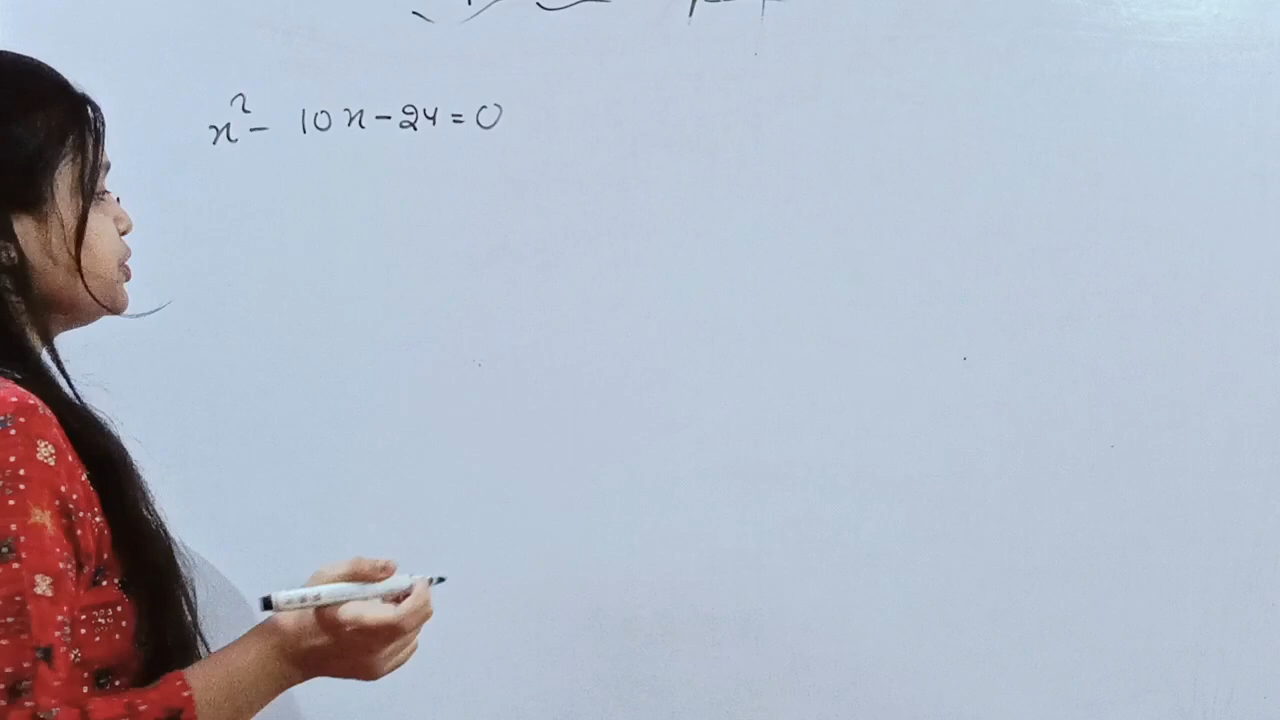 x² - 10x - 24 = 0